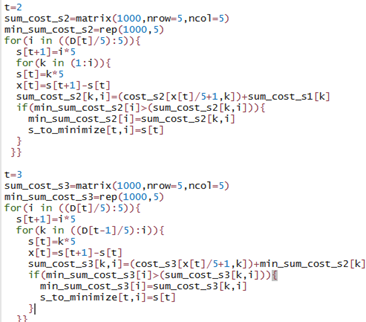 t=2
sum_cost_s2=matrix(1000,nrow=5,ncol=5)
min_sum_cost_s2=rep(1000,5)
for(i in ((D[t]/5):5)){
  s[t+1]=i*5
  for(k in (1:i)){
  s[t]=k*5
  x[t]=s[t+1]-s[t]
  sum_cost_s2[k,i]=(cost_s2[x[t]/5+1,k])+sum_cost_s1[k]
  if(min_sum_cost_s2[i]>(sum_cost_s2[k,i])){
    min_sum_cost_s2[i]=sum_cost_s2[k,i]
    s_to_minimize[t,i]=s[t]
  }
 }}
t=3
sum_cost_s3=matrix(1000,nrow=5,ncol=5)
min_sum_cost_s3=rep(1000,5)
for(i in ((D[t]/5):5)){
  s[t+1]=i*5
  for(k in ((D[t-1]/5):i)){
    s[t]=k*5
    x[t]=s[t+1]-s[t]
    sum_cost_s3[k,i]=(cost_s3[x[t]/5+1,k])+min_sum_cost_s2[k]
    if(min_sum_cost_s3[i]>(sum_cost_s3[k,i])){
      min_sum_cost_s3[i]=sum_cost_s3[k,i]
      s_to_minimize[t,i]=s[t]
    }
  }}